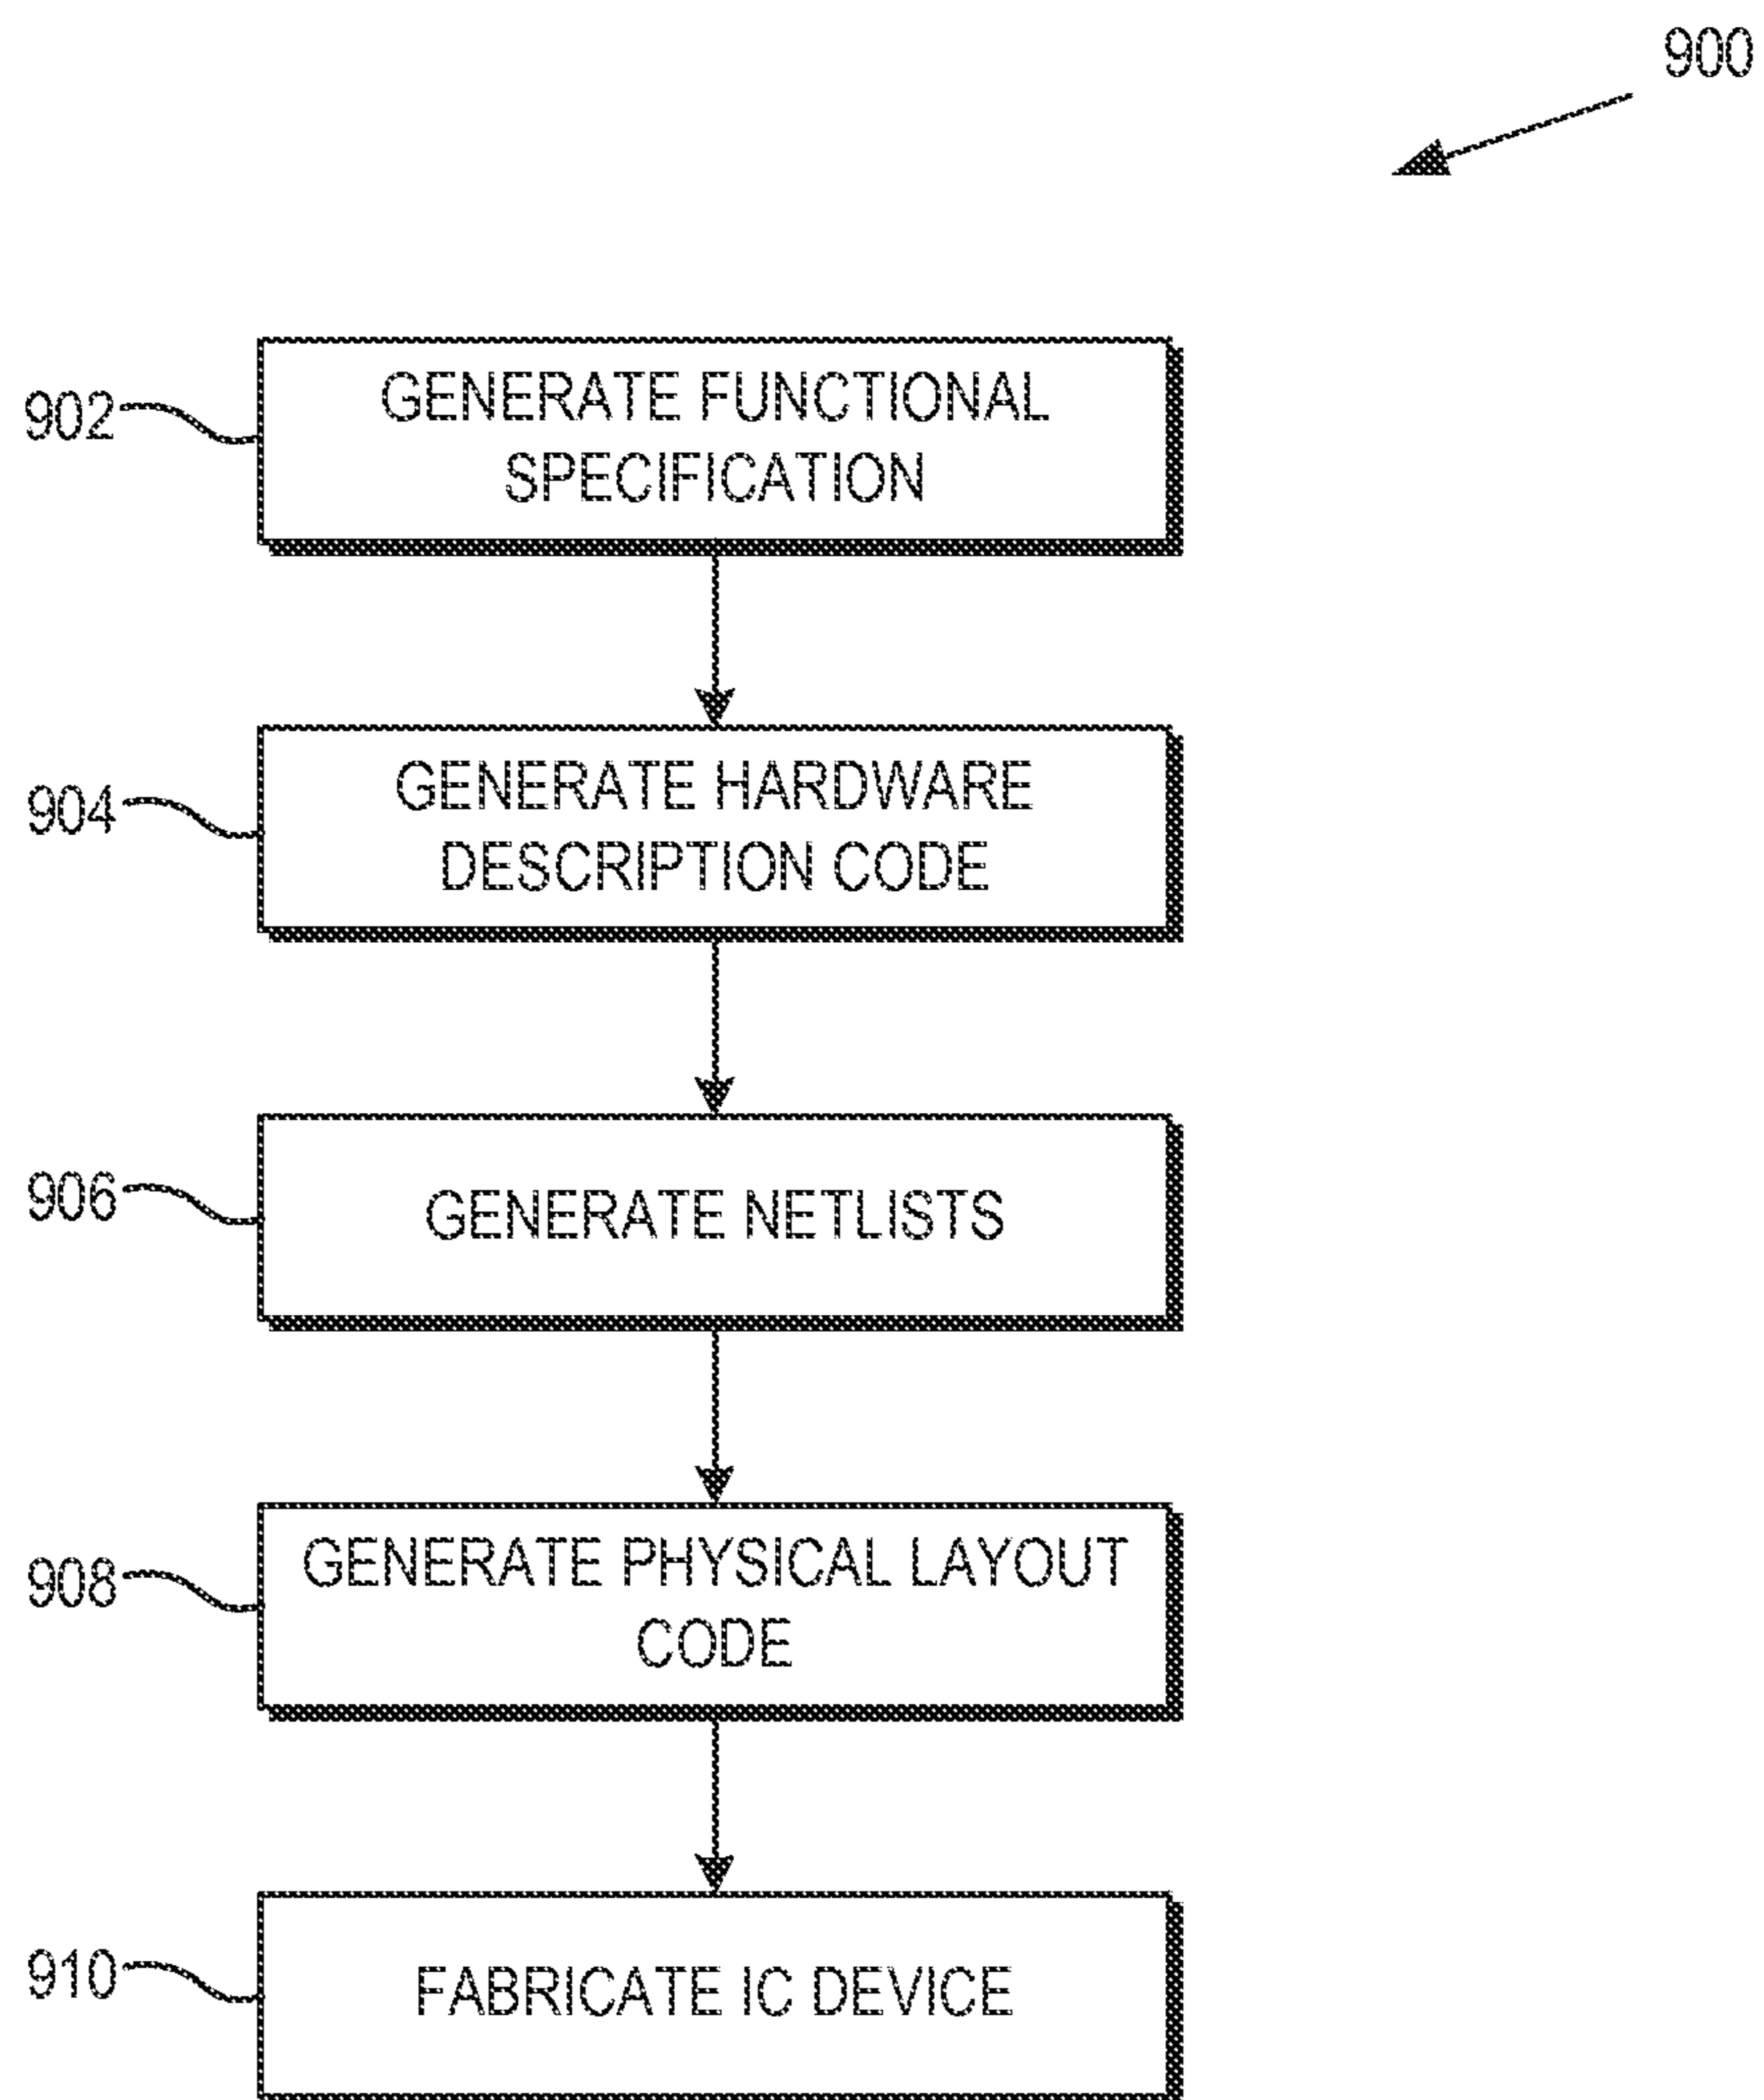 900
902
GENERATE FUNCTIONAL
SPECIFICATION
904
GENERATE HARDWARE
DESCRIPTION CODE
906
GENERATE NETLISTS
908
GENERATE PHYSICAL LAYOUT
CODE
910
FABRICATE IC DEVICE